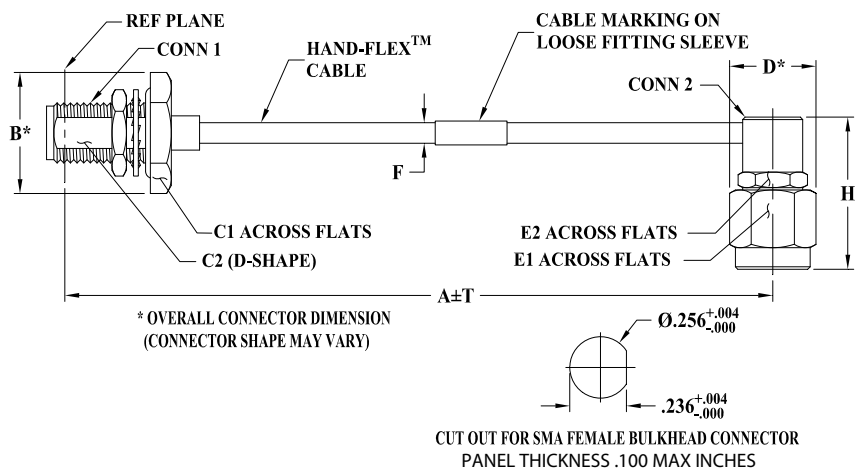 REF PLANE
CONN 1
HAND-FLEX™
CABLE
CABLE MARKING ON
LOOSE FITTING SLEEVE
D*
CONN 2
B*
F
H
C1 ACROSS FLATS
C2 (D-SHAPE)
E2 ACROSS FLATS
E1 ACROSS FLATS
A±T
* OVERALL CONNECTOR DIMENSION
(CONNECTOR SHAPE MAY VARY)
Ø.256+.004
-.000
.236+.004
-.000
CUT OUT FOR SMA FEMALE BULKHEAD CONNECTOR
PANEL THICKNESS .100 MAX INCHES